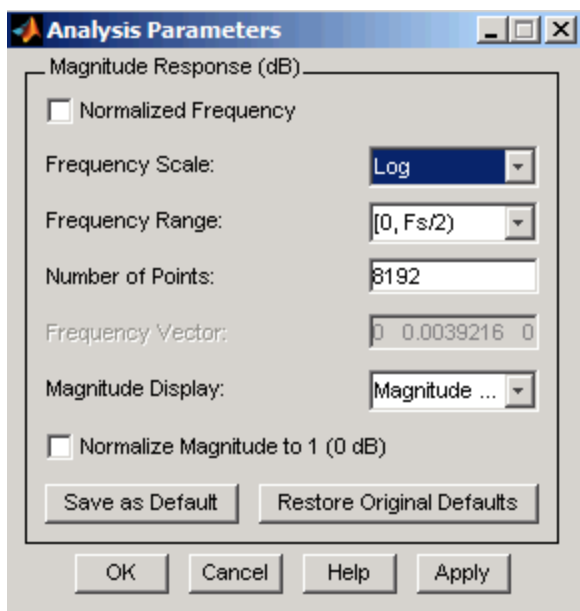 Analysis Parameters
Magnitude Response (dB)
Normalized Frequency
Frequency Scale: Log
Frequency Range: [0, Fs/2)
Number of Points: 8192
Frequency Vector: 0 0.0039216 0
Magnitude Display: Magnitude ...
Normalize Magnitude to 1 (0 dB)
Save as Default Restore Original Defaults
OK Cancel Help Apply